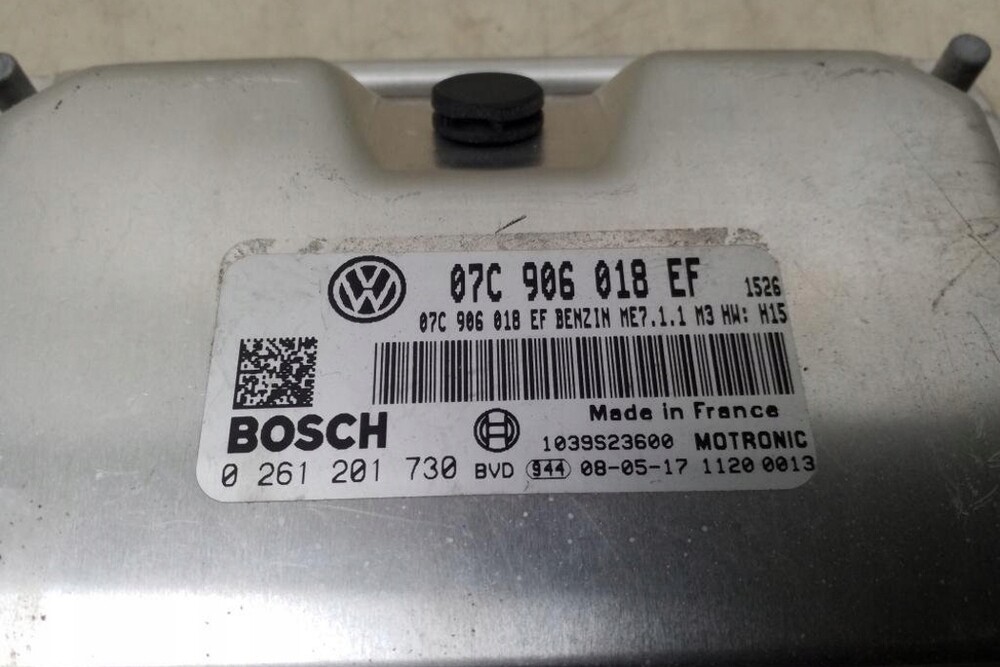 07C 906 018 EF 1526
07C 906 018 EF BENZIN ME7.1.1 M3 HW: H15
Made in France
BOSCH 1039S23600 MOTRONIC
0 261 201 730 BVD 944 08-05-17 1120 0013